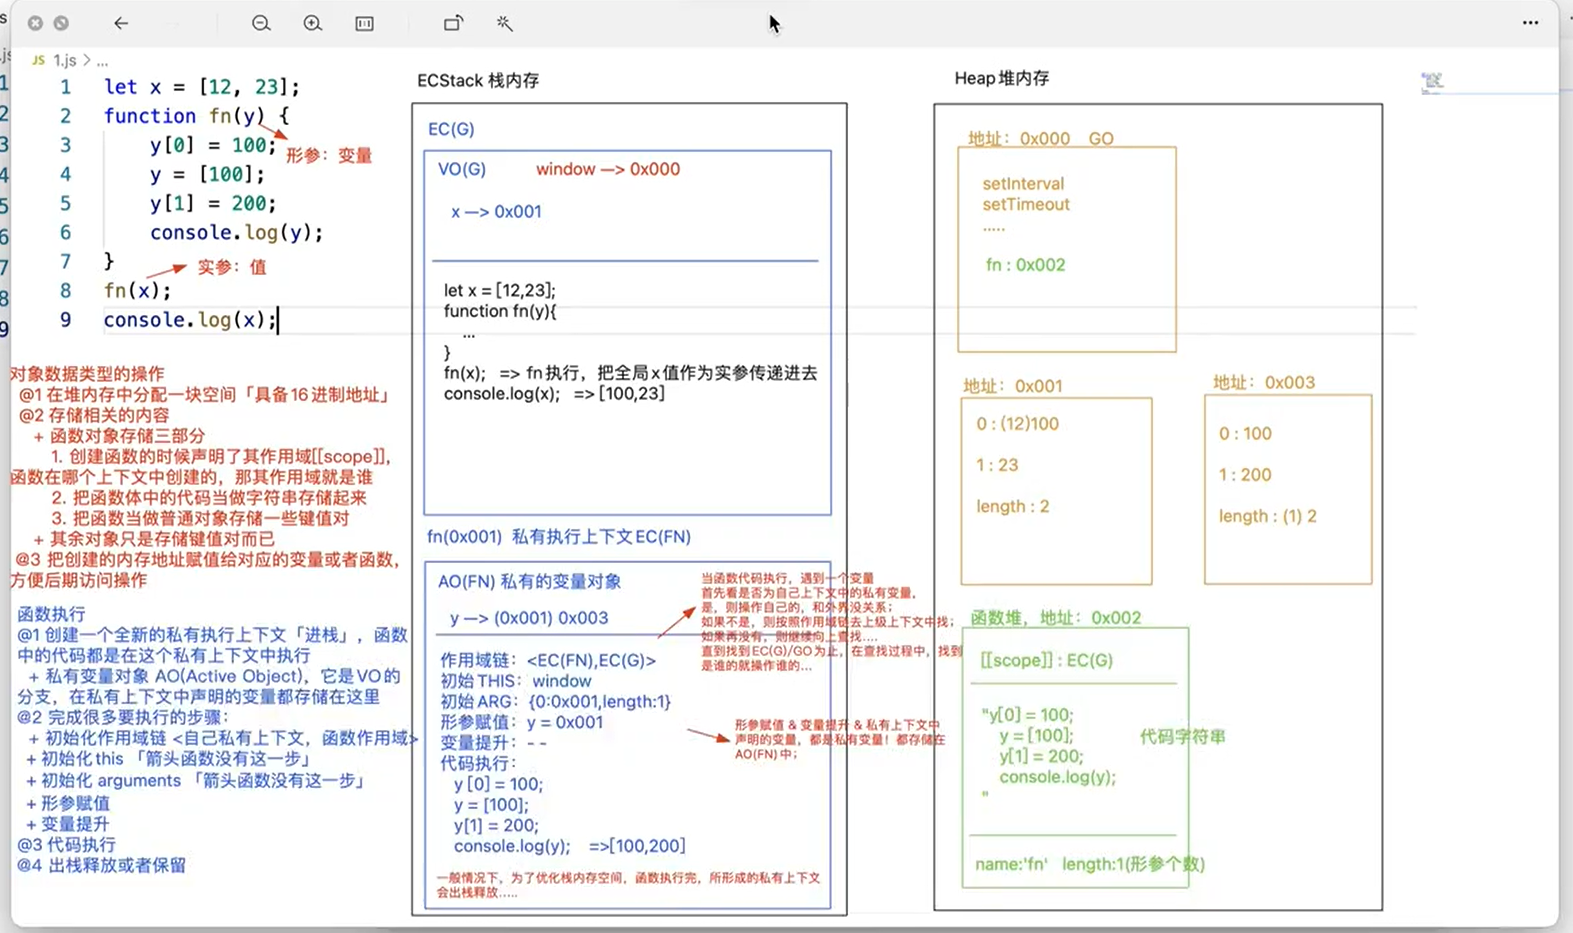 JS 1.js > ...
1 let x = [12, 23];
2 function fn(y) {
3 y[0] = 100;
形参：变量
4 y = [100];
5 y[1] = 200;
6 console.log(y);
7 }
实参：值
8 fn(x);
9 console.log(x);
对象数据类型的操作
@1 在堆内存中分配一块空间「具备16进制地址」
@2 存储相关的内容
+ 函数对象存储三部分
1. 创建函数的时候声明了其作用域[[scope]]，
函数在哪个上下文中创建的，那其作用域就是谁
2. 把函数体中的代码当做字符串存储起来
3. 把函数当做普通对象存储一些键值对
+ 其余对象只是存储键值对而已
@3 把创建的内存地址赋值给对应的变量或者函数，
方便后期访问操作
函数执行
@1 创建一个全新的私有执行上下文「进栈」，函数
中的代码都是在这个私有上下文中执行
+ 私有变量对象 AO(Active Object)，它是VO的
分支，在私有上下文中声明的变量都存储在这里
@2 完成很多要执行的步骤：
+ 初始化作用域链 <自己私有上下文，函数作用域>
+ 初始化this 「箭头函数没有这一步」
+ 初始化 arguments 「箭头函数没有这一步」
+ 形参赋值
+ 变量提升
@3 代码执行
@4 出栈释放或者保留
ECStack 栈内存
EC(G)
VO(G) window —> 0x000
x —> 0x001
let x = [12,23];
function fn(y){
...
}
fn(x); => fn执行，把全局x值作为实参传递进去
console.log(x); => [100,23]
fn(0x001) 私有执行上下文EC(FN)
AO(FN) 私有的变量对象
y —> (0x001) 0x003
作用域链：<EC(FN),EC(G)>
初始THIS：window
初始ARG：{0:0x001,length:1}
形参赋值：y = 0x001
变量提升：- -
代码执行：
y [0] = 100;
y = [100];
y[1] = 200;
console.log(y); =>[100,200]
一般情况下，为了优化栈内存空间，函数执行完，所形成的私有上下文
会出栈释放.....
当函数代码执行，遇到一个变量
首先看是否为自己上下文中的私有变量，
是，则操作自己的，和外界没关系；
如果不是，则按照作用域链去上级上下文中找；
如果再没有，则继续向上查找....
直到找到EC(G)/GO为止，在查找过程中，找到
是谁的就操作谁的...
形参赋值 & 变量提升 & 私有上下文中
声明的变量，都是私有变量！都存储在
AO(FN)中；
Heap 堆内存
地址：0x000 GO
setInterval
setTimeout
.....
fn : 0x002
地址：0x001
0 : (12)100
1 : 23
length : 2
地址：0x003
0 : 100
1 : 200
length : (1) 2
函数堆，地址：0x002
[[scope]] : EC(G)
"y[0] = 100;
y = [100];
y[1] = 200;
console.log(y);
"
代码字符串
name:'fn' length:1(形参个数)